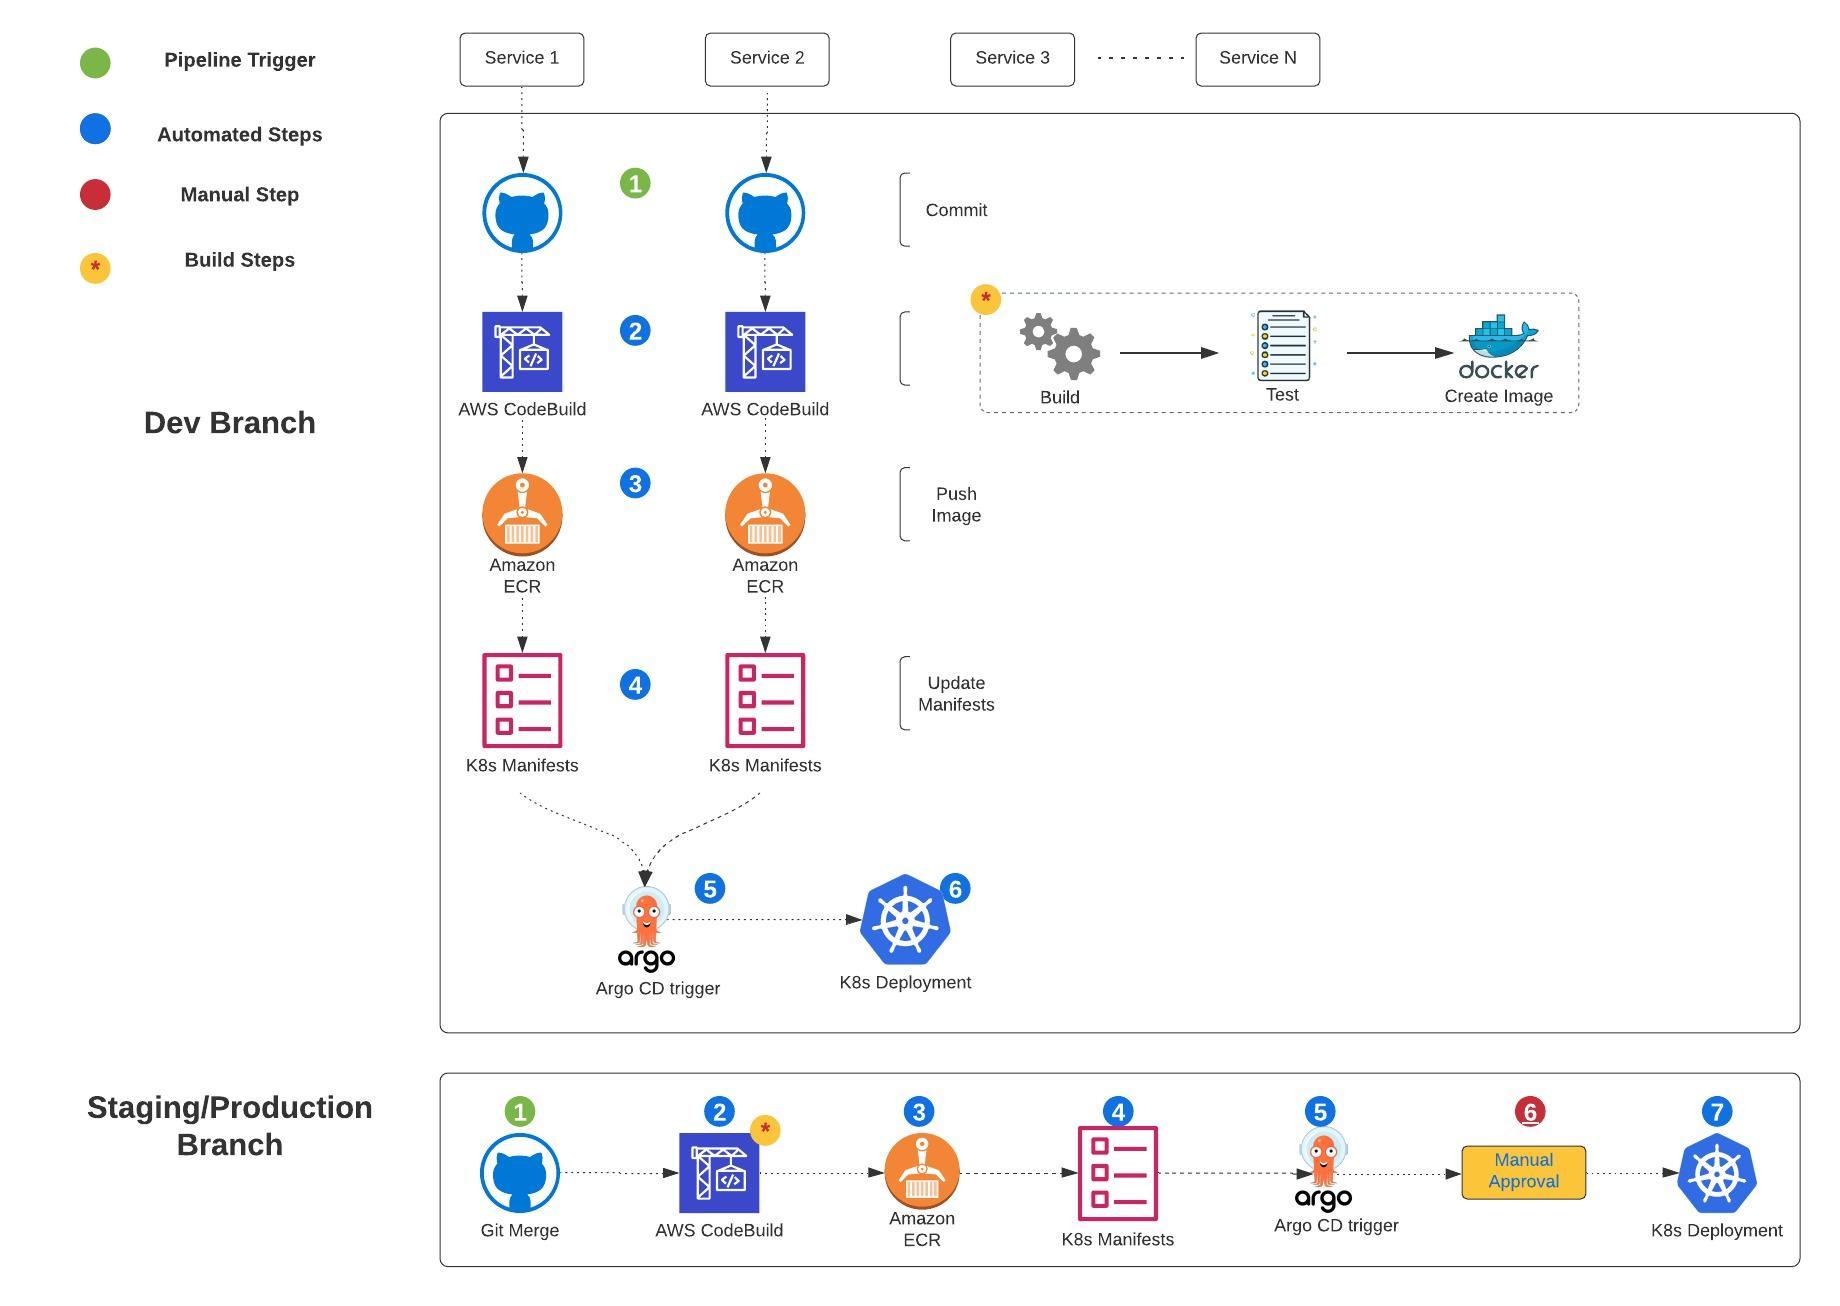 Pipeline Trigger
Automated Steps
Manual Step
* Build Steps
Service 1
Service 2
Service 3
Service N
Dev Branch
1
Commit
2
AWS CodeBuild
AWS CodeBuild
*
Build
Test
docker
Create Image
3
Amazon
ECR
Amazon
ECR
Push
Image
4
K8s Manifests
K8s Manifests
Update
Manifests
5
argo
Argo CD trigger
6
K8s Deployment
Staging/Production
Branch
1
Git Merge
2
*
AWS CodeBuild
3
Amazon
ECR
4
K8s Manifests
5
argo
Argo CD trigger
6
Manual
Approval
7
K8s Deployment